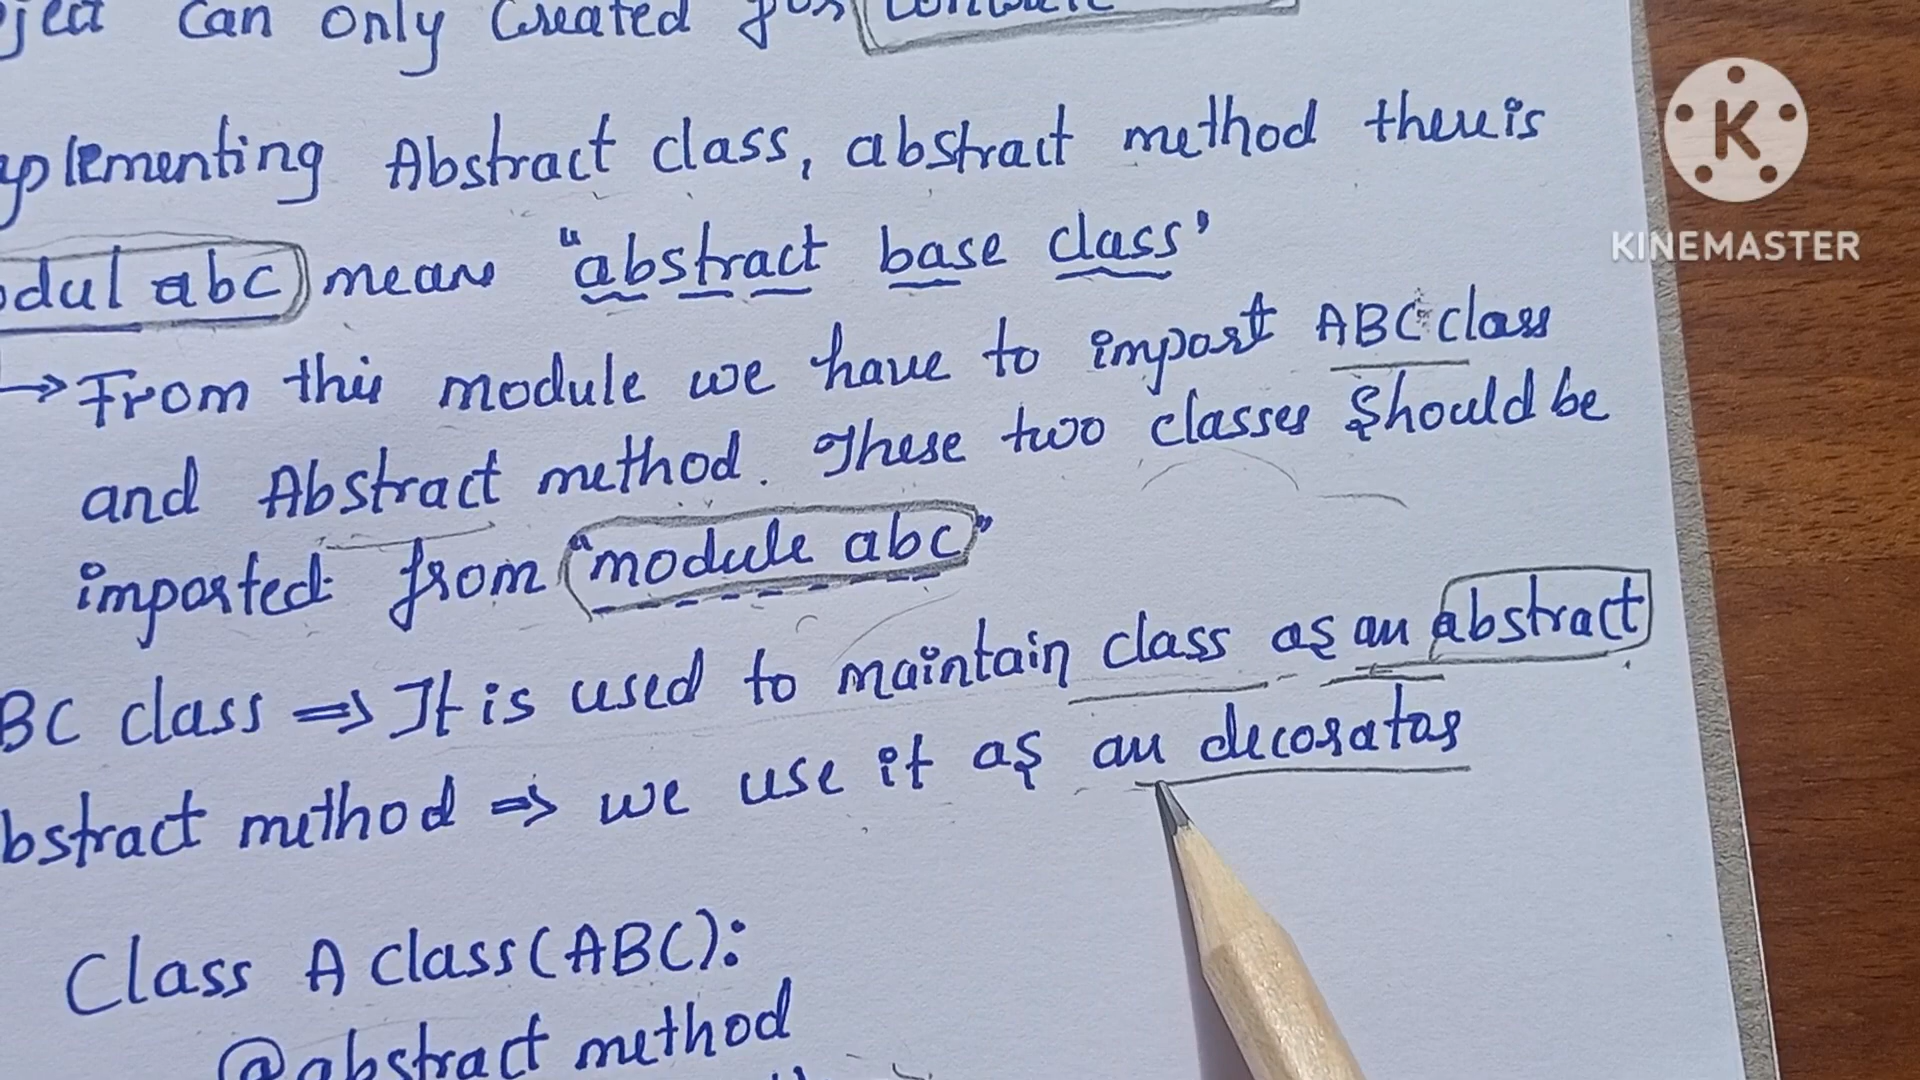 ject can only created for
plementing Abstract class, abstract method there is
odul abc means "abstract base class'
→ From this module we have to import ABC class
and Abstract method. These two classes should be
imported from "module abc"
BC class ⇒ It is used to maintain class as an abstract
bstract method ⇒ we use it as an decorator
Class A class(ABC):
@abstract method
K
KINEMASTER